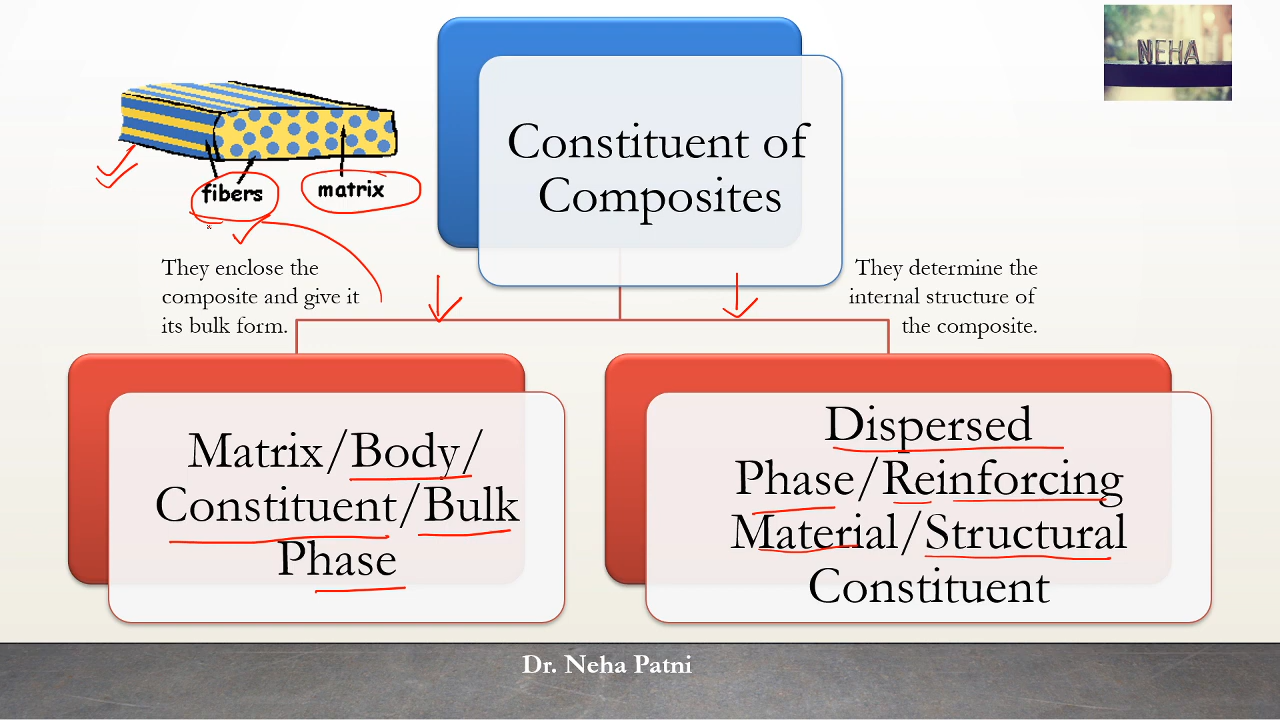 NEHA
Constituent of
Composites
fibers
matrix
They enclose the
composite and give it
its bulk form.
They determine the
internal structure of
the composite.
Matrix/Body/
Constituent/Bulk
Phase
Dispersed
Phase/Reinforcing
Material/Structural
Constituent
Dr. Neha Patni